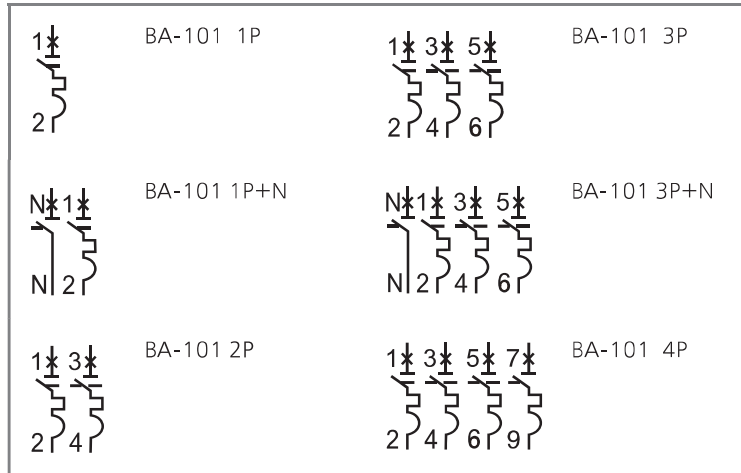 1 BA-101 1P
2
1 3 5 BA-101 3P
2 4 6
N 1 BA-101 1P+N
N 2
N 1 3 5 BA-101 3P+N
N 2 4 6
1 3 BA-101 2P
2 4
1 3 5 7 BA-101 4P
2 4 6 9